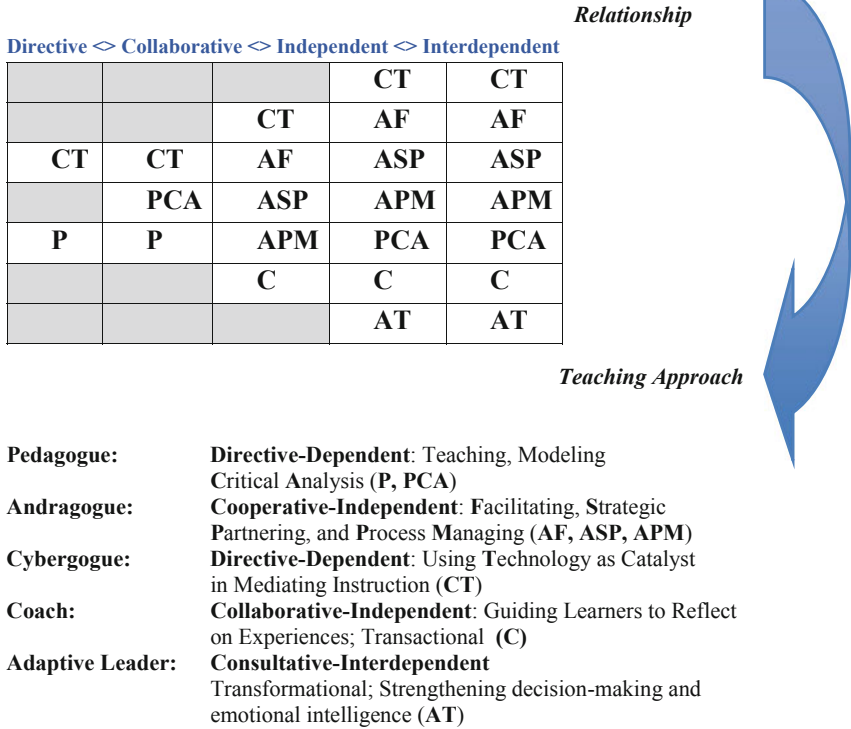 Relationship
Directive <> Collaborative <> Independent <> Interdependent
CT CT
CT AF AF
CT CT AF ASP ASP
PCA ASP APM APM
P P APM PCA PCA
C C C
AT AT
Teaching Approach
Pedagogue: Directive-Dependent: Teaching, Modeling
Critical Analysis (P, PCA)
Andragogue: Cooperative-Independent: Facilitating, Strategic
Partnering, and Process Managing (AF, ASP, APM)
Cybergogue: Directive-Dependent: Using Technology as Catalyst
in Mediating Instruction (CT)
Coach: Collaborative-Independent: Guiding Learners to Reflect
on Experiences; Transactional (C)
Adaptive Leader: Consultative-Interdependent
Transformational; Strengthening decision-making and
emotional intelligence (AT)